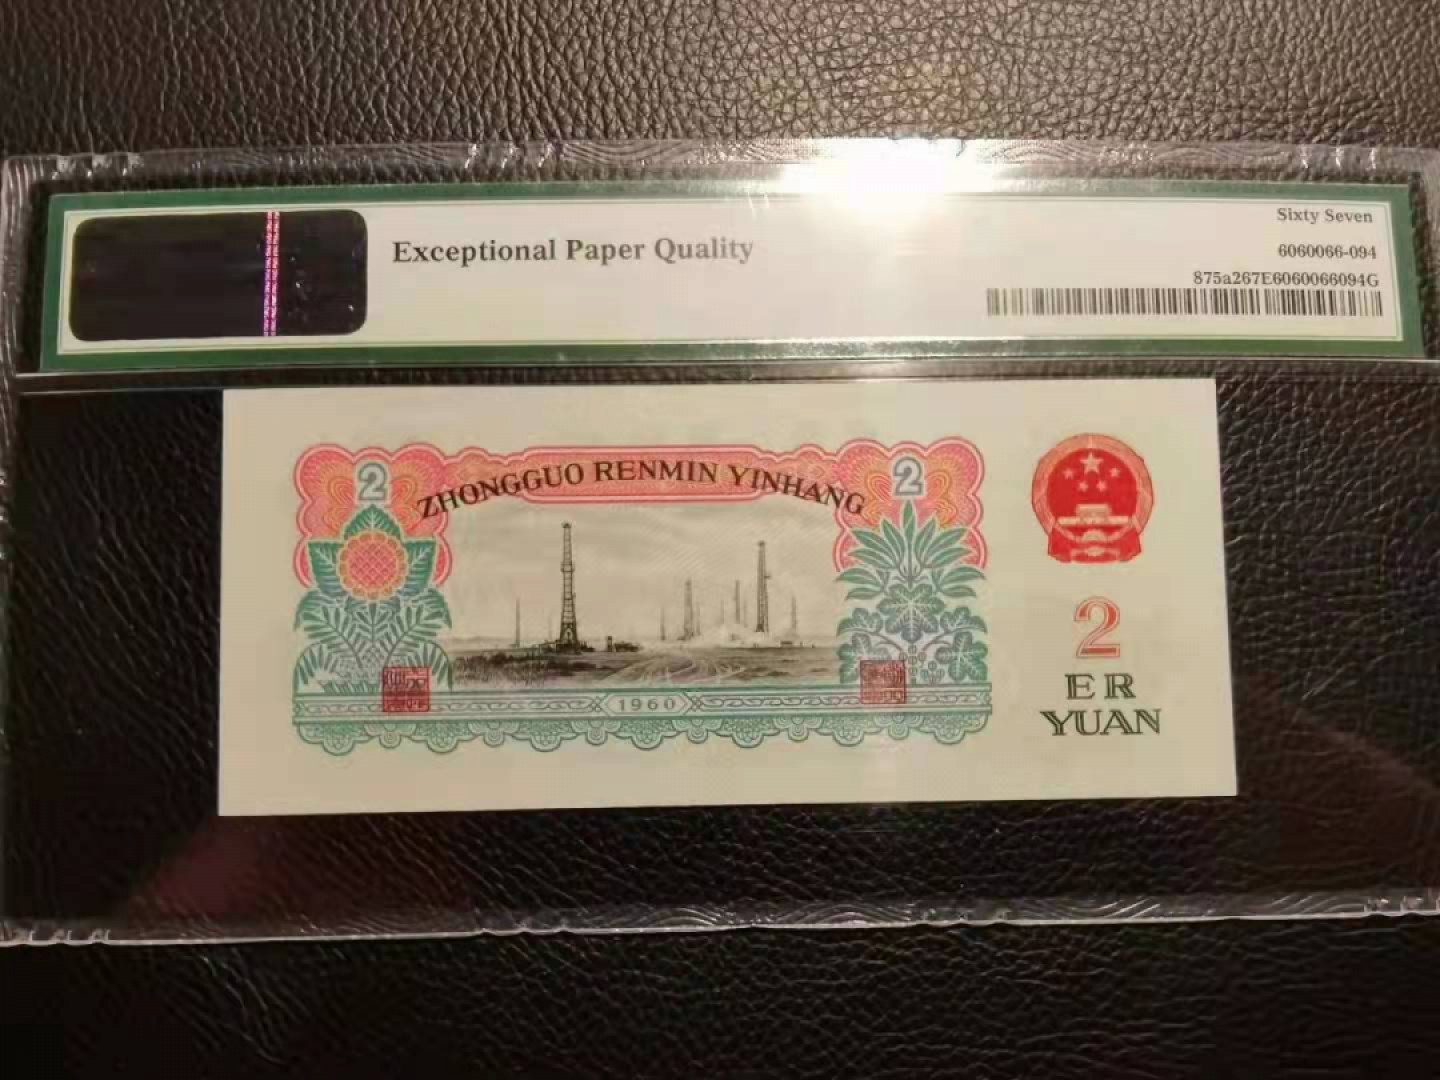 Sixty Seven
Exceptional Paper Quality
6060066-094
875a267E6060066094G
2
2
ZHONGGUO RENMIN YINHANG
2
ER
YUAN
1960